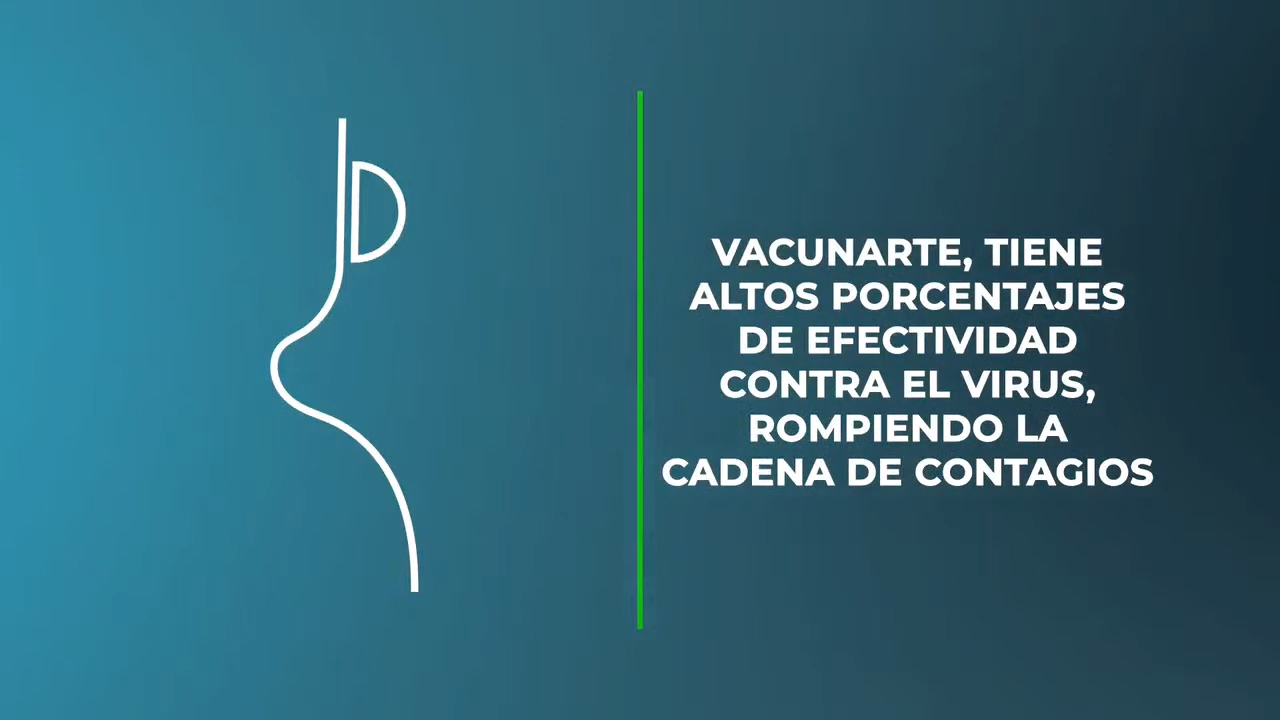 VACUNARTE, TIENE
ALTOS PORCENTAJES
DE EFECTIVIDAD
CONTRA EL VIRUS,
ROMPIENDO LA
CADENA DE CONTAGIOS